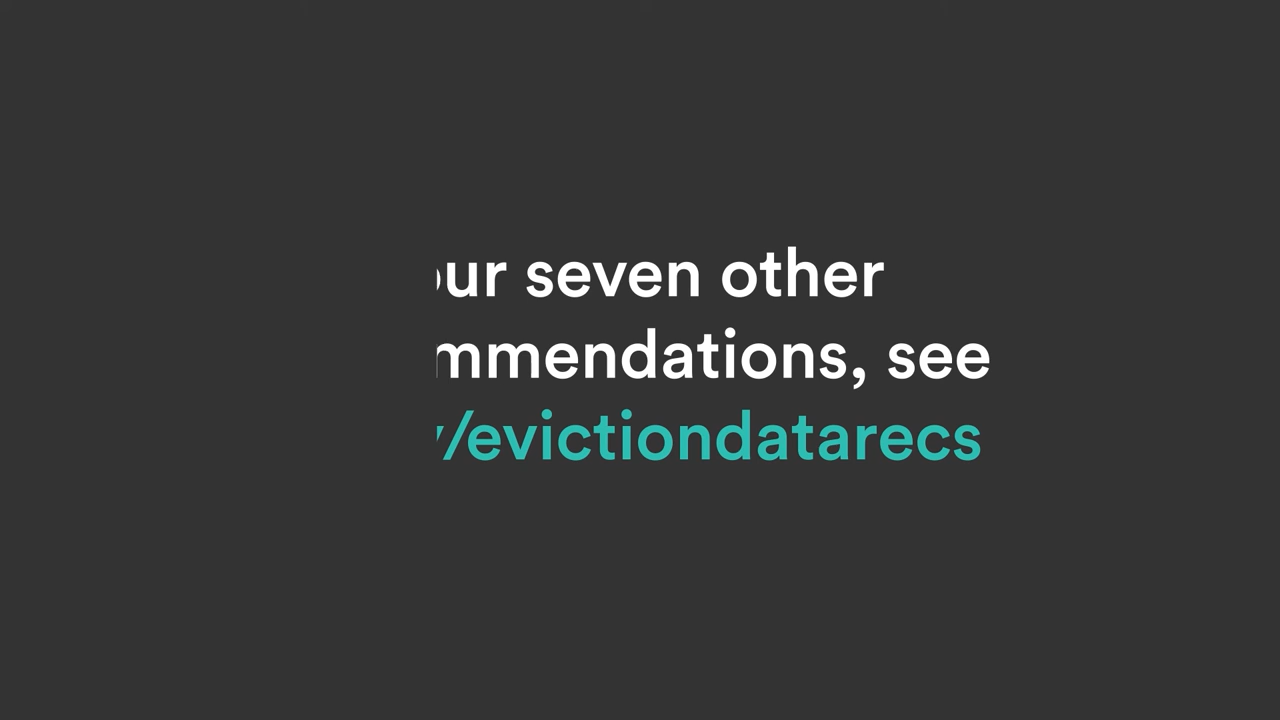 our seven other
mmendations, see
/evictiondatarecs